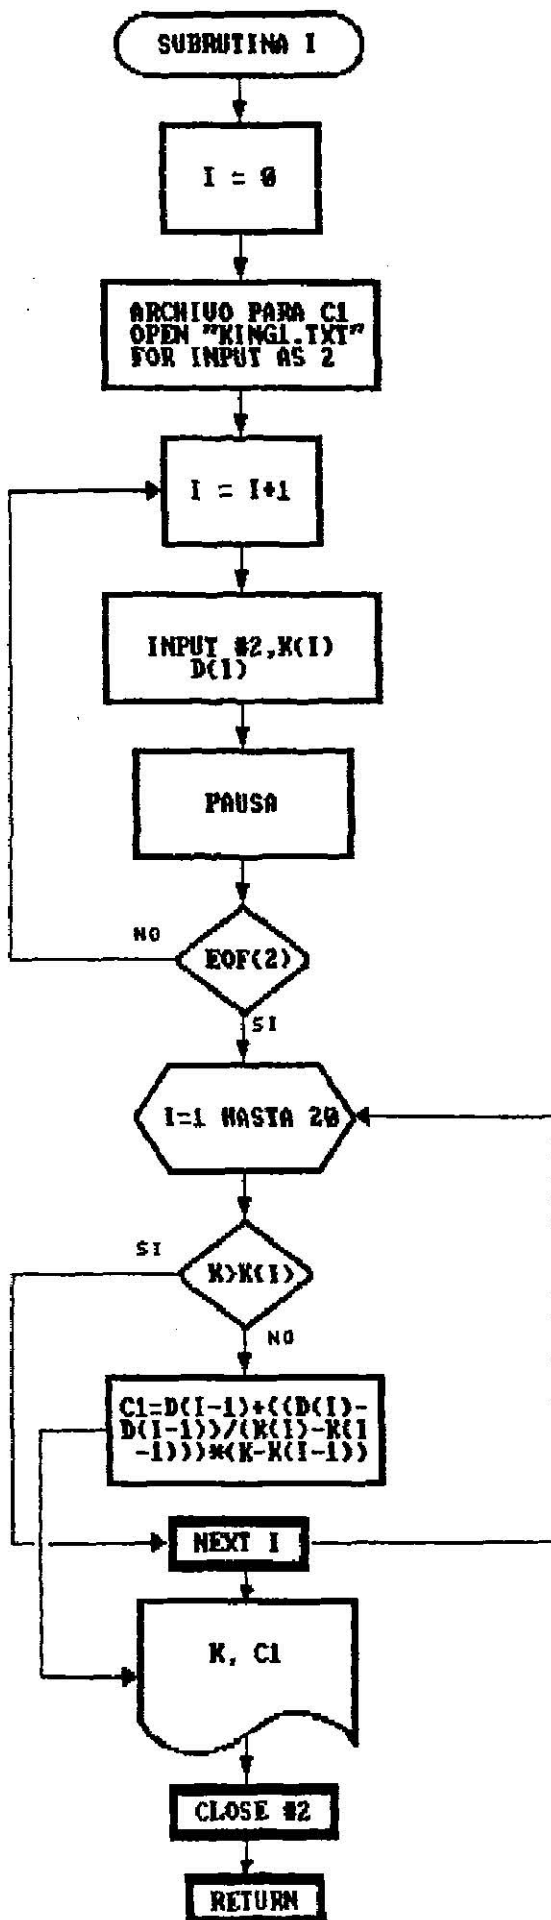 SUBRUTINA I
I = 0
ARCHIVO PARA C1
OPEN "KING1.TXT"
FOR INPUT AS 2
I = I+1
INPUT #2,K(I)
D(I)
PAUSA
NO
EOF(2)
SI
I=1 HASTA 20
SI
K>K(I)
NO
C1=D(I-1)+((D(I)-
D(I-1))/(K(I)-K(I
-1)))*(K-K(I-1))
NEXT I
K, C1
CLOSE #2
RETURN